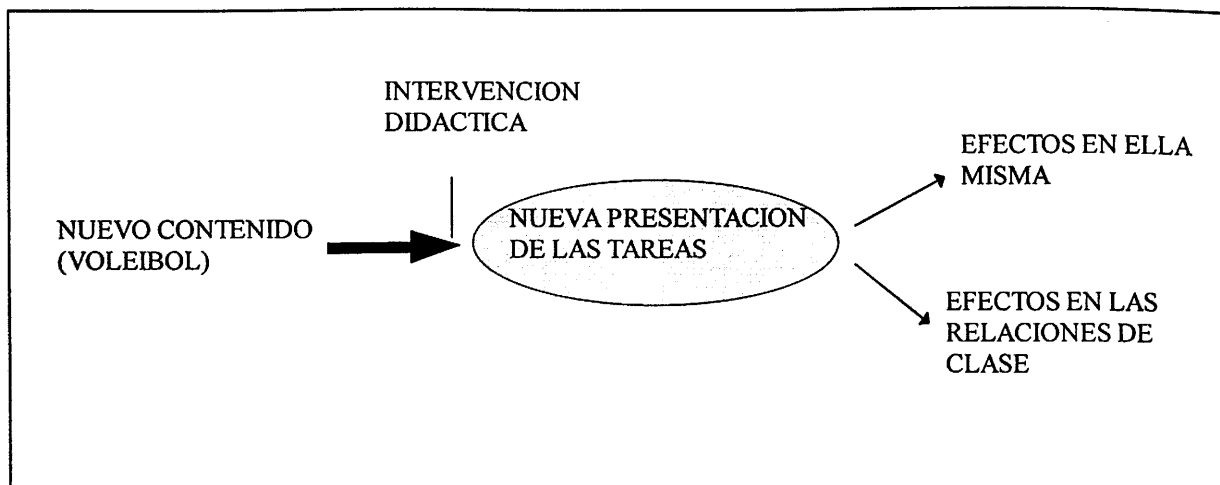 INTERVENCION
DIDACTICA
NUEVO CONTENIDO
(VOLEIBOL)
NUEVA PRESENTACION
DE LAS TAREAS
EFECTOS EN ELLA
MISMA
EFECTOS EN LAS
RELACIONES DE
CLASE